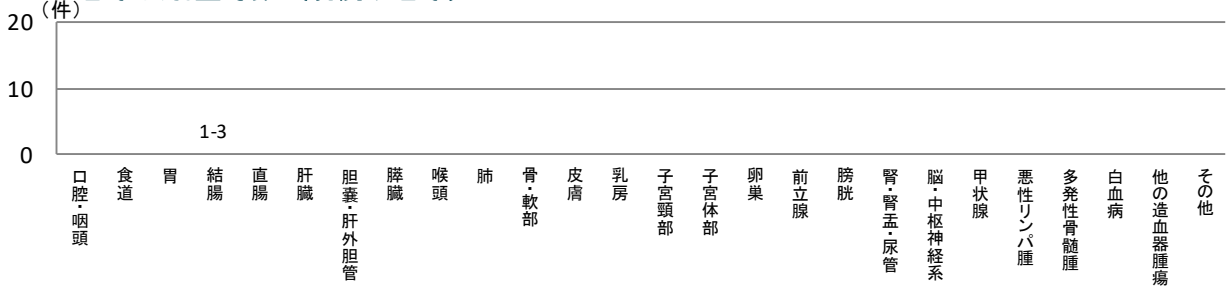 (件)
20
10
0
1-3
口腔・咽頭
食道
胃
結腸
直腸
肝臓
胆嚢・肝外胆管
膵臓
喉頭
肺
骨・軟部
皮膚
乳房
子宮頸部
子宮体部
卵巣
前立腺
膀胱
腎・腎盂・尿管
脳・中枢神経系
甲状腺
悪性リンパ腫
多発性骨髄腫
白血病
他の造血器腫瘍
その他